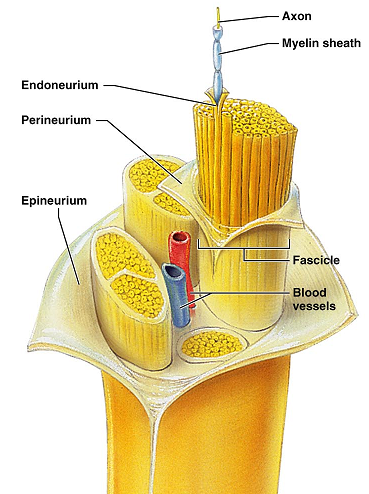 Axon
Myelin sheath
Endoneurium
Perineurium
Epineurium
Fascicle
Blood
vessels